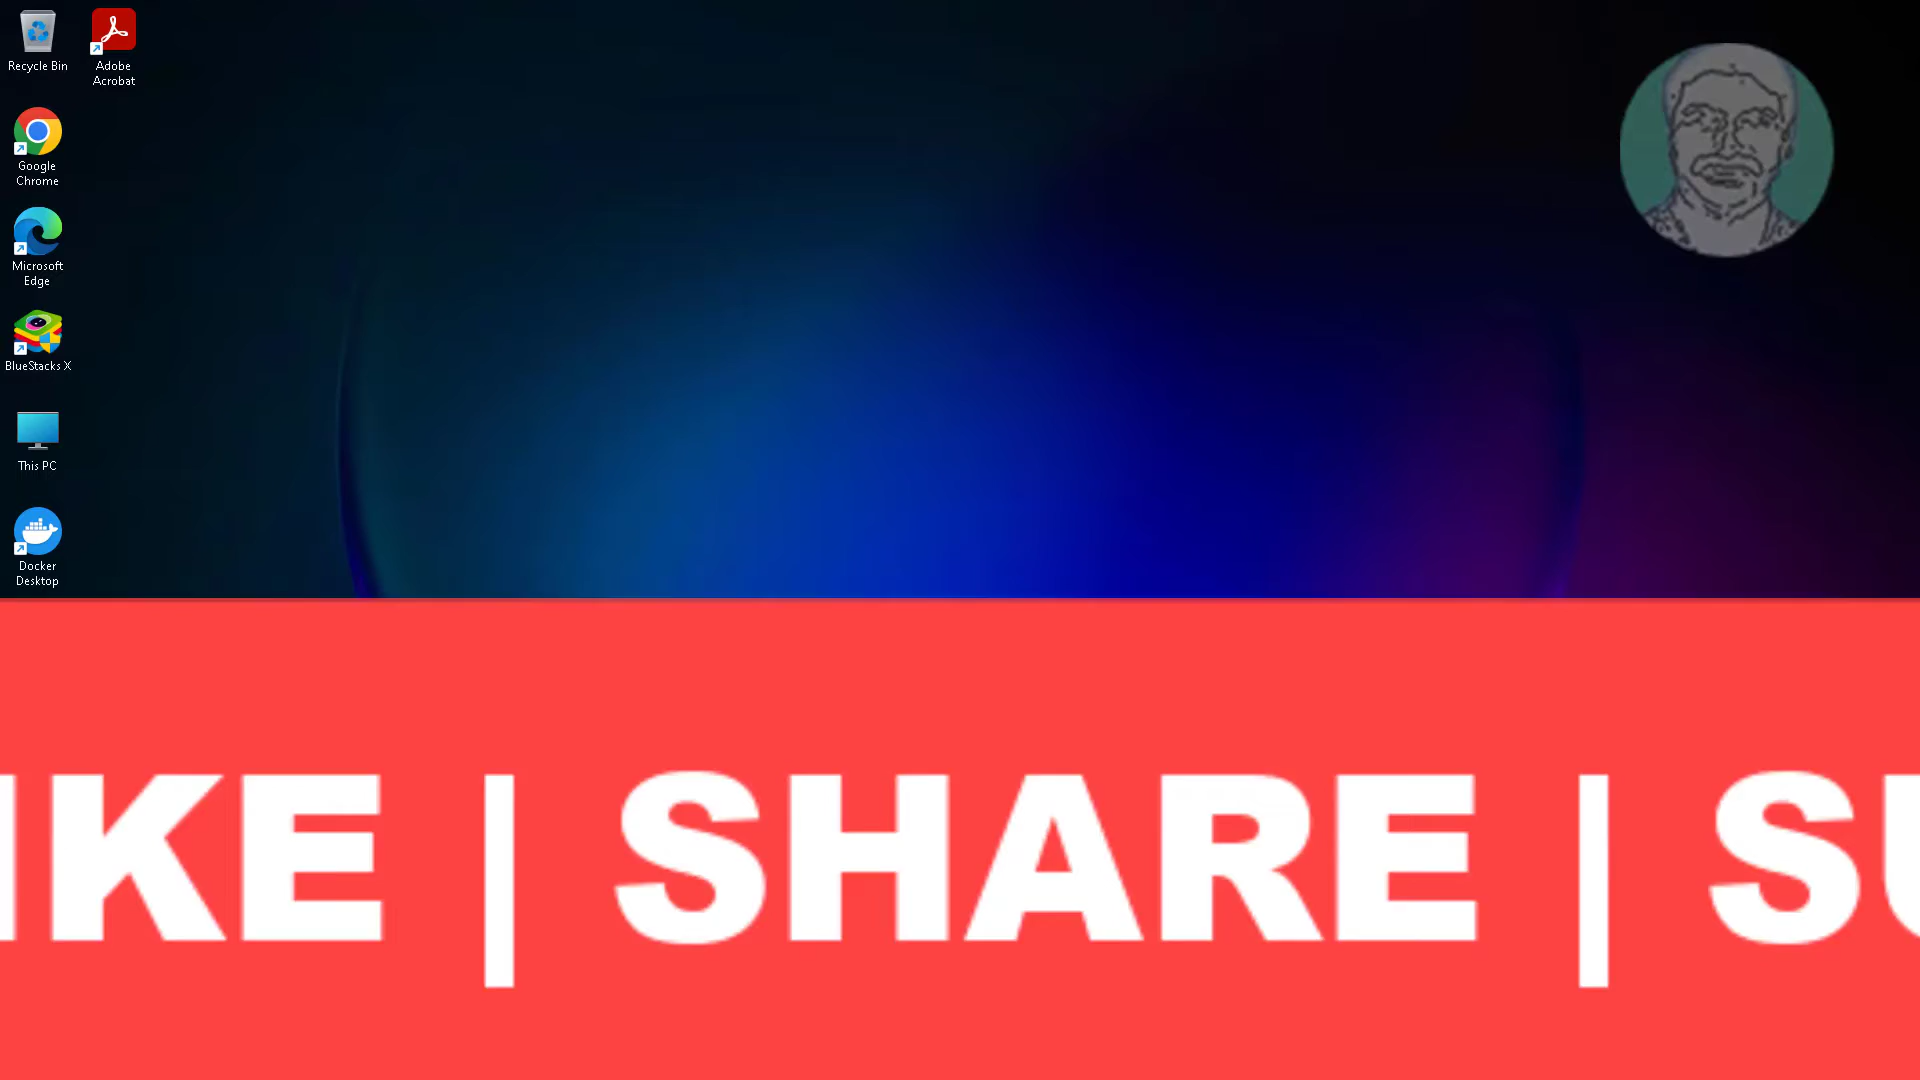 Recycle Bin
Adobe
Acrobat
Google
Chrome
Microsoft
Edge
BlueStacks X
This PC
Docker
Desktop
IKE | SHARE | SU